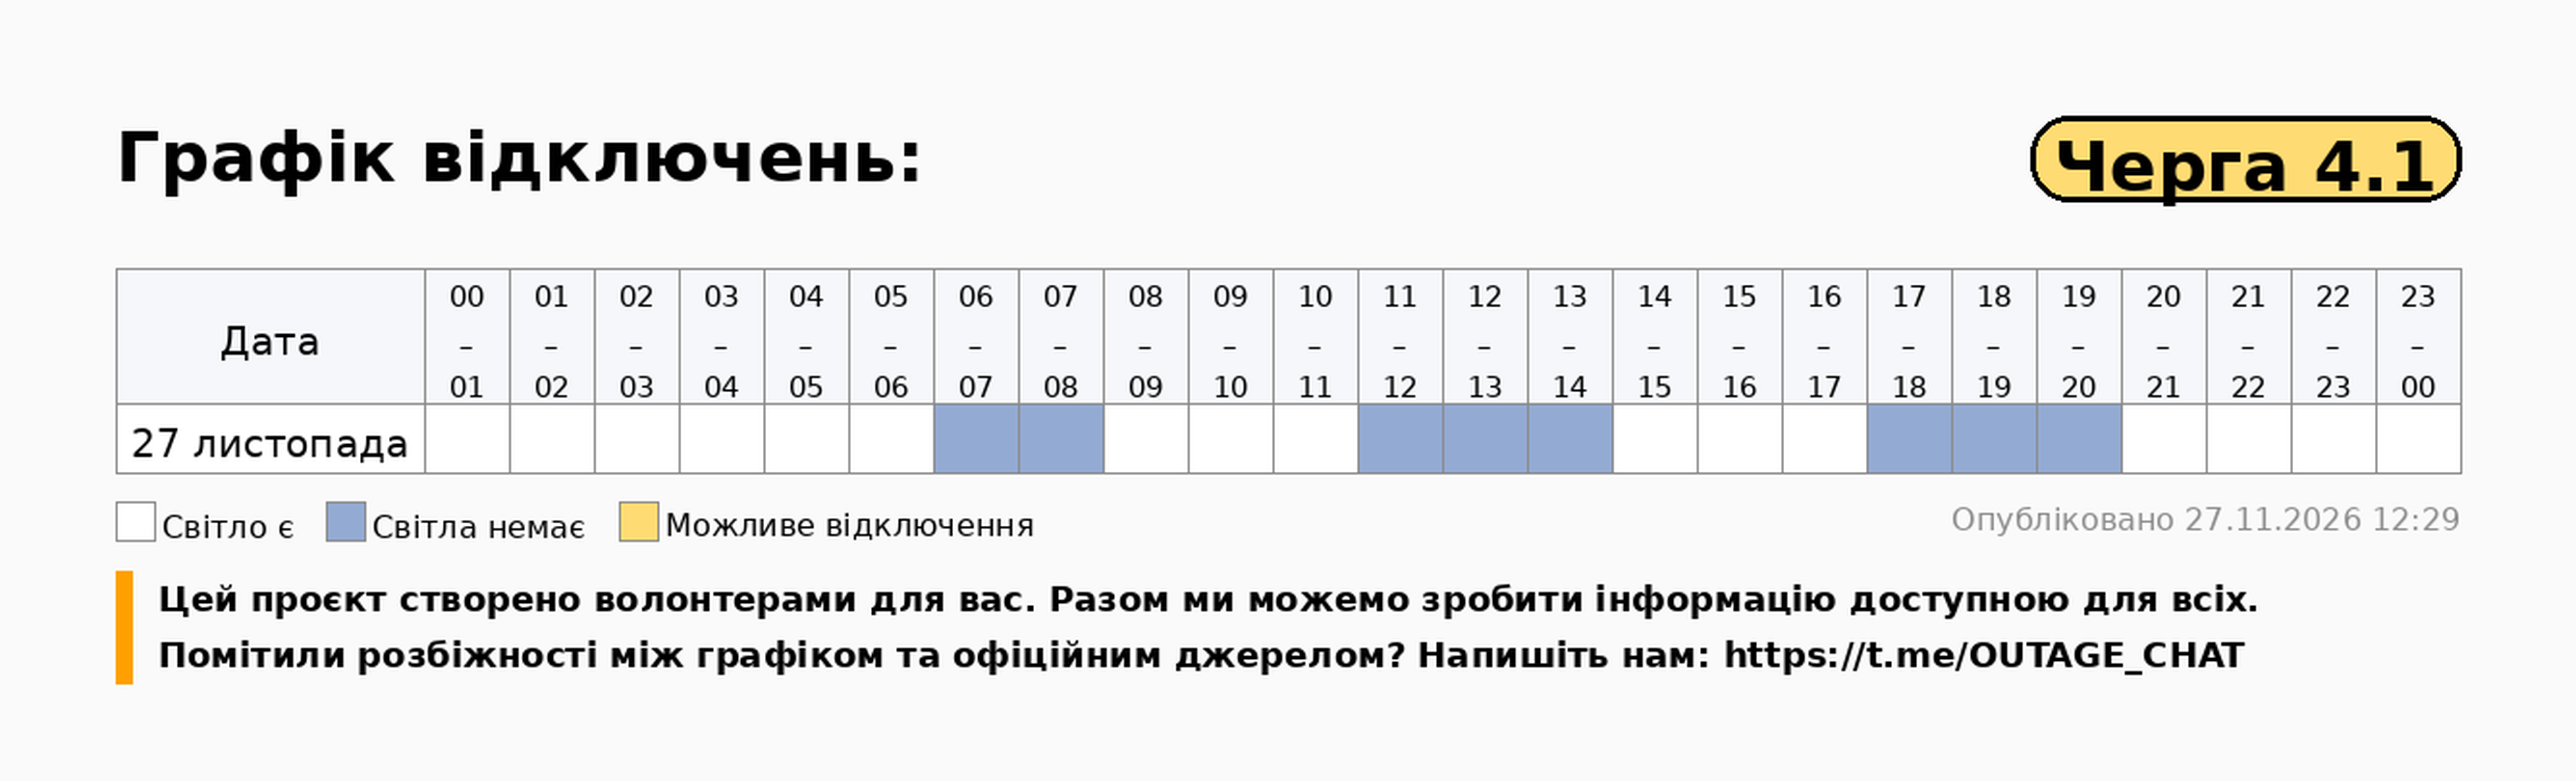 Графік відключень:
Черга 4.1
Дата
00 – 01
01 – 02
02 – 03
03 – 04
04 – 05
05 – 06
06 – 07
07 – 08
08 – 09
09 – 10
10 – 11
11 – 12
12 – 13
13 – 14
14 – 15
15 – 16
16 – 17
17 – 18
18 – 19
19 – 20
20 – 21
21 – 22
22 – 23
23 – 00
27 листопада
Світло є
Світла немає
Можливе відключення
Опубліковано 27.11.2026 12:29
Цей проєкт створено волонтерами для вас. Разом ми можемо зробити інформацію доступною для всіх.
Помітили розбіжності між графіком та офіційним джерелом? Напишіть нам: https://t.me/OUTAGE_CHAT